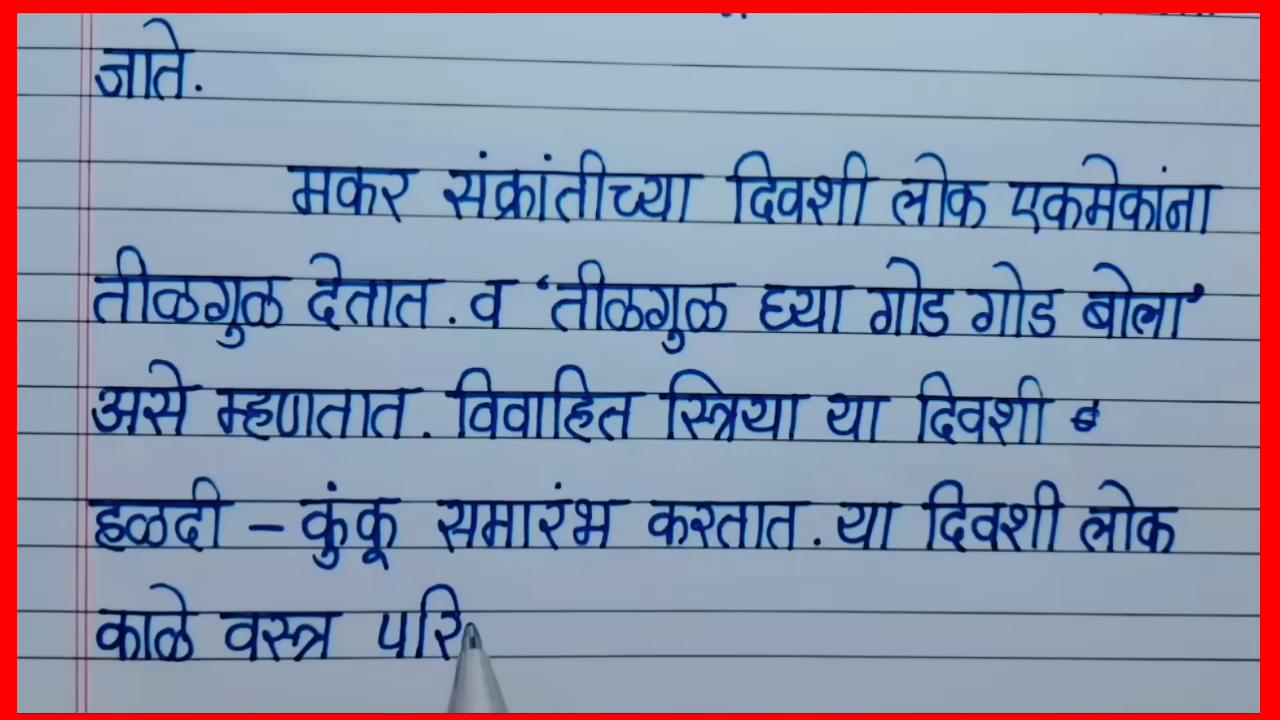 जाते.
मकर संक्रांतीच्या दिवशी लोक एकमेकांना
तीळगुळ देतात. व 'तीळगुळ घ्या गोड गोड बोला'
असे म्हणतात. विवाहित स्त्रिया या दिवशी
हळदी - कुंकू समारंभ करतात. या दिवशी लोक
काळे वस्त्र परि